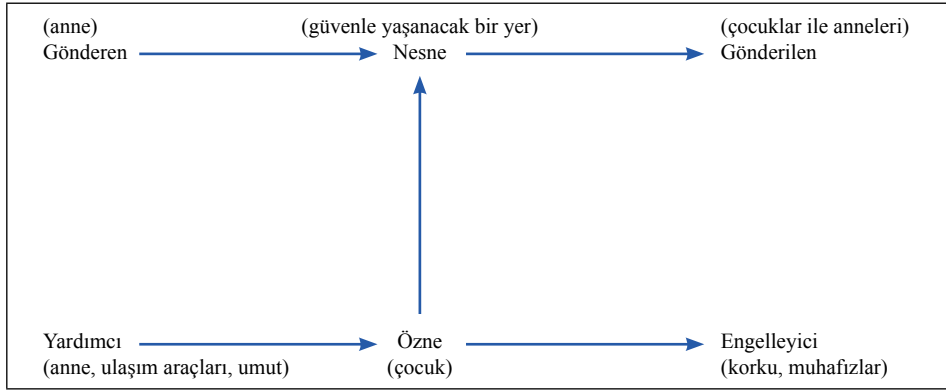 (anne) (güvenle yaşanacak bir yer) (çocuklar ile anneleri)
Gönderen Nesne Gönderilen
Yardımcı Özne Engelleyici
(anne, ulaşım araçları, umut) (çocuk) (korku, muhafızlar)